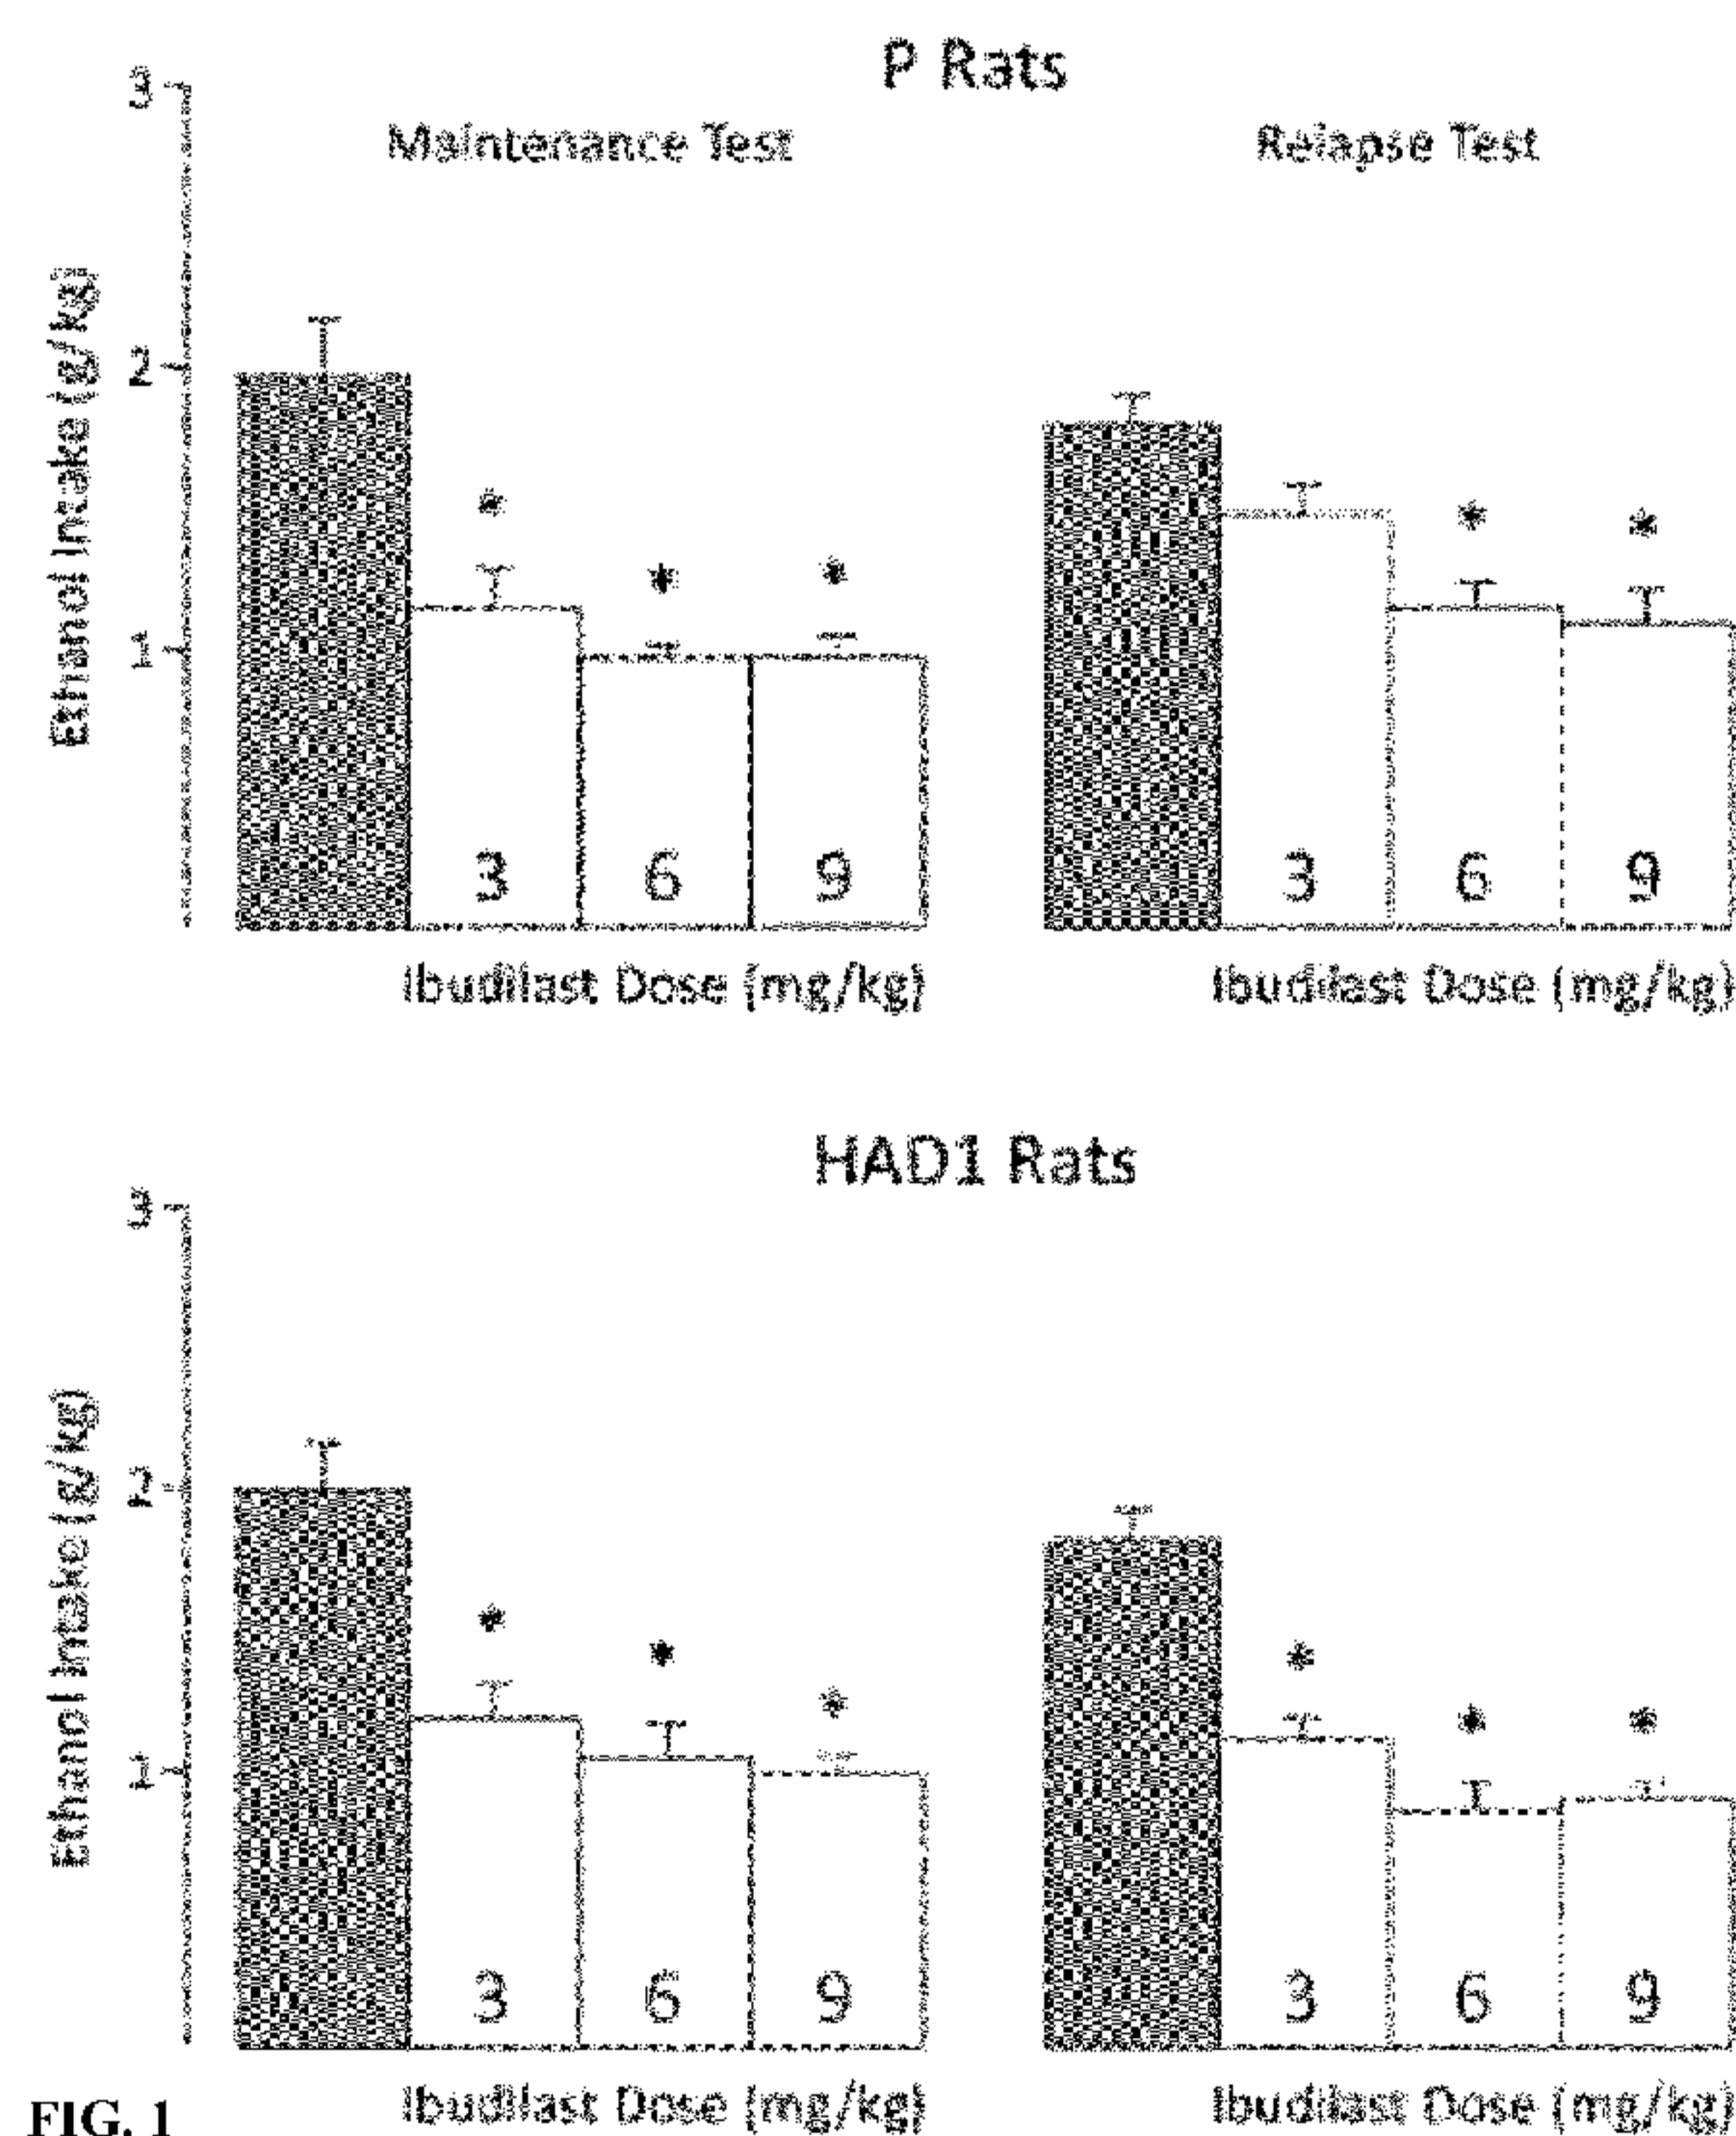 P Rats
Maintenance Test
Relapse Test
Ethanol Intake (g/kg)
3
2
1
*
*
*
*
*
3
6
9
3
6
9
Ibudilast Dose (mg/kg)
Ibudilast Dose (mg/kg)
HAD1 Rats
Ethanol Intake (g/kg)
3
2
1
*
*
*
*
*
*
3
6
9
3
6
9
Ibudilast Dose (mg/kg)
Ibudilast Dose (mg/kg)
FIG. 1